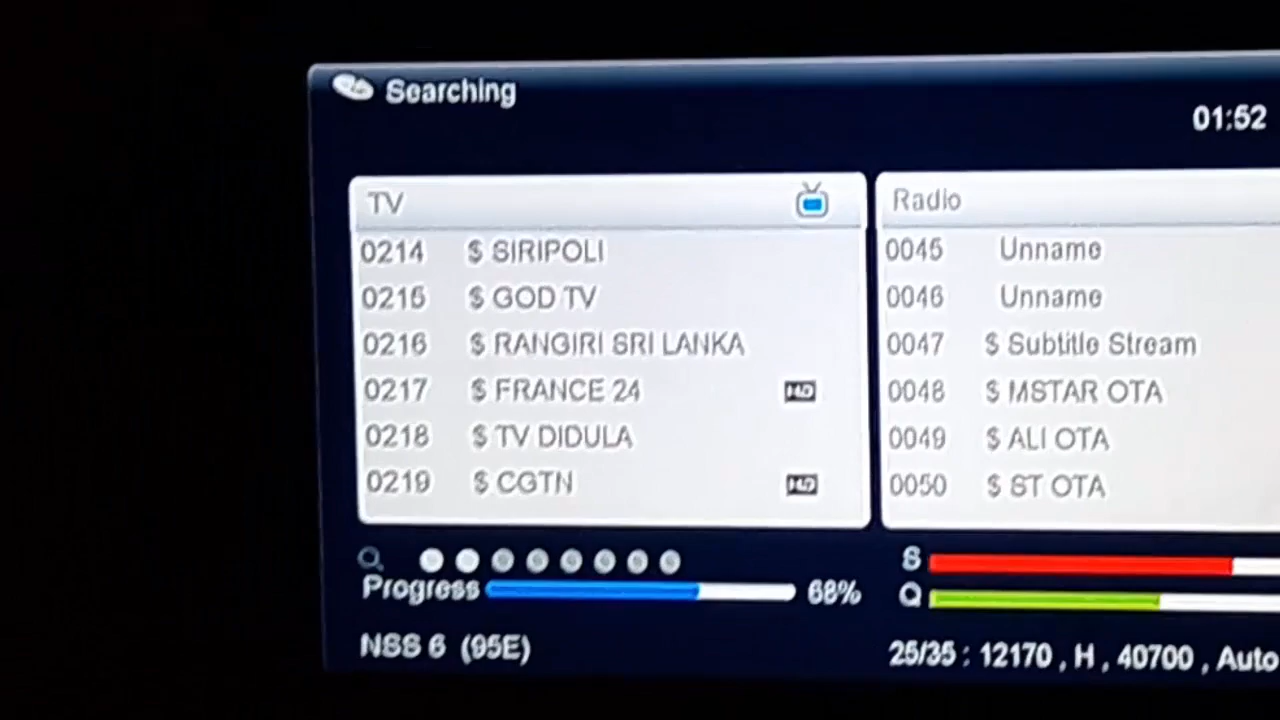 Searching
01:52
TV
0214 $ SIRIPOLI
0215 $ GOD TV
0216 $ RANGIRI SRI LANKA
0217 $ FRANCE 24 HD
0218 $ TV DIDULA
0219 $ CGTN HD
Radio
0045 Unname
0046 Unname
0047 $ Subtitle Stream
0048 $ MSTAR OTA
0049 $ ALI OTA
0050 $ ST OTA
Progress 68%
S
Q
NSS 6 (95E)
25/35 : 12170 , H , 40700 , Auto